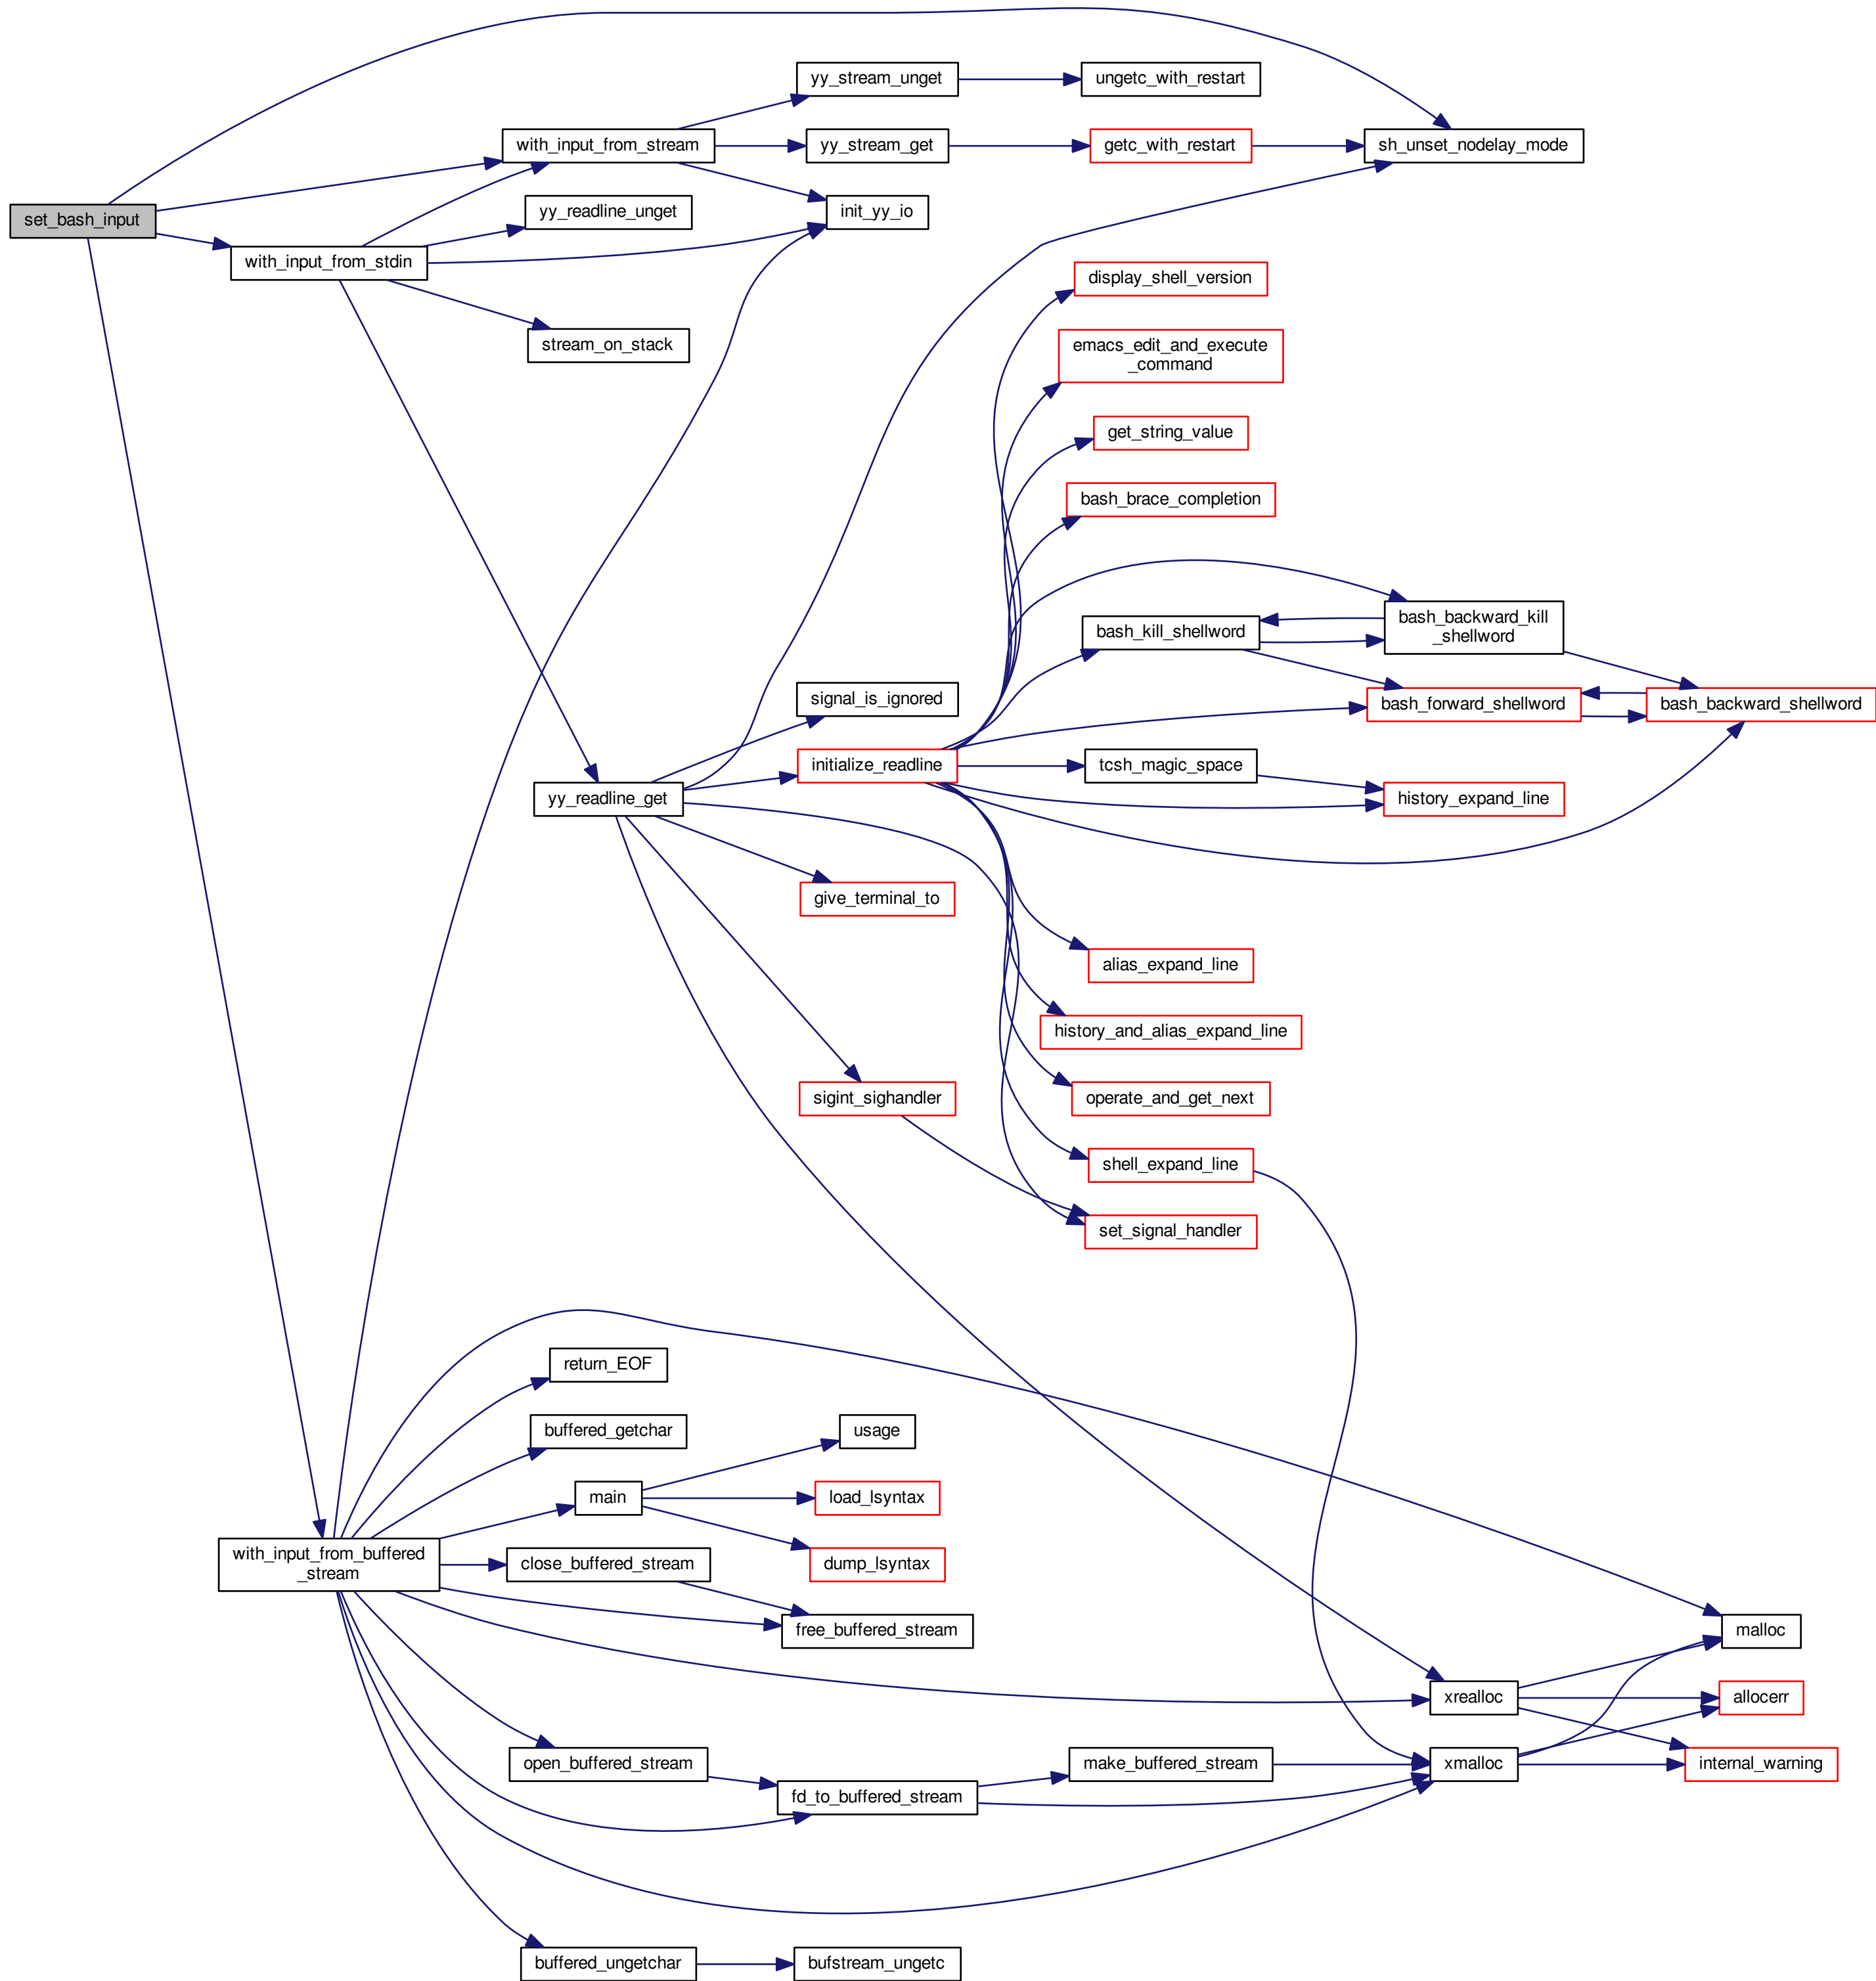 yy_stream_unget
ungetc_with_restart
with_input_from_stream
yy_stream_get
getc_with_restart
sh_unset_nodelay_mode
set_bash_input
yy_readline_unget
init_yy_io
with_input_from_stdin
display_shell_version
stream_on_stack
emacs_edit_and_execute
_command
get_string_value
bash_brace_completion
bash_kill_shellword
bash_backward_kill
_shellword
signal_is_ignored
bash_forward_shellword
bash_backward_shellword
initialize_readline
tcsh_magic_space
yy_readline_get
history_expand_line
give_terminal_to
alias_expand_line
history_and_alias_expand_line
sigint_sighandler
operate_and_get_next
shell_expand_line
set_signal_handler
return_EOF
buffered_getchar
usage
main
load_lsyntax
with_input_from_buffered
_stream
close_buffered_stream
dump_lsyntax
free_buffered_stream
malloc
xrealloc
allocerr
open_buffered_stream
make_buffered_stream
xmalloc
internal_warning
fd_to_buffered_stream
buffered_ungetchar
bufstream_ungetc